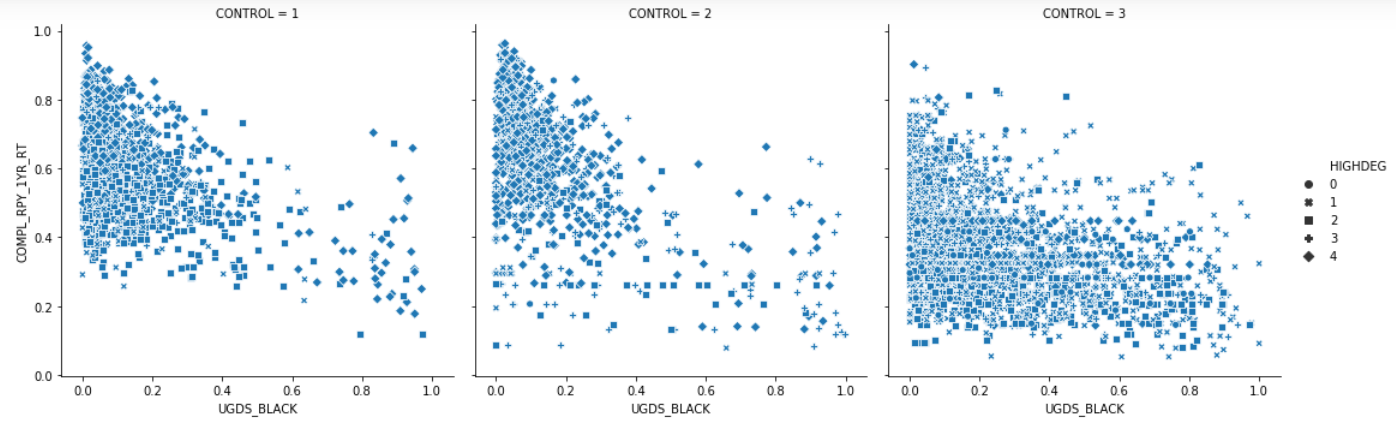 CONTROL = 1
CONTROL = 2
CONTROL = 3
COMPL_RPY_1YR_RT
1.0
0.8
0.6
0.4
0.2
0.0
0.0 0.2 0.4 0.6 0.8 1.0
0.0 0.2 0.4 0.6 0.8 1.0
0.0 0.2 0.4 0.6 0.8 1.0
UGDS_BLACK
UGDS_BLACK
UGDS_BLACK
HIGHDEG
0
1
2
3
4